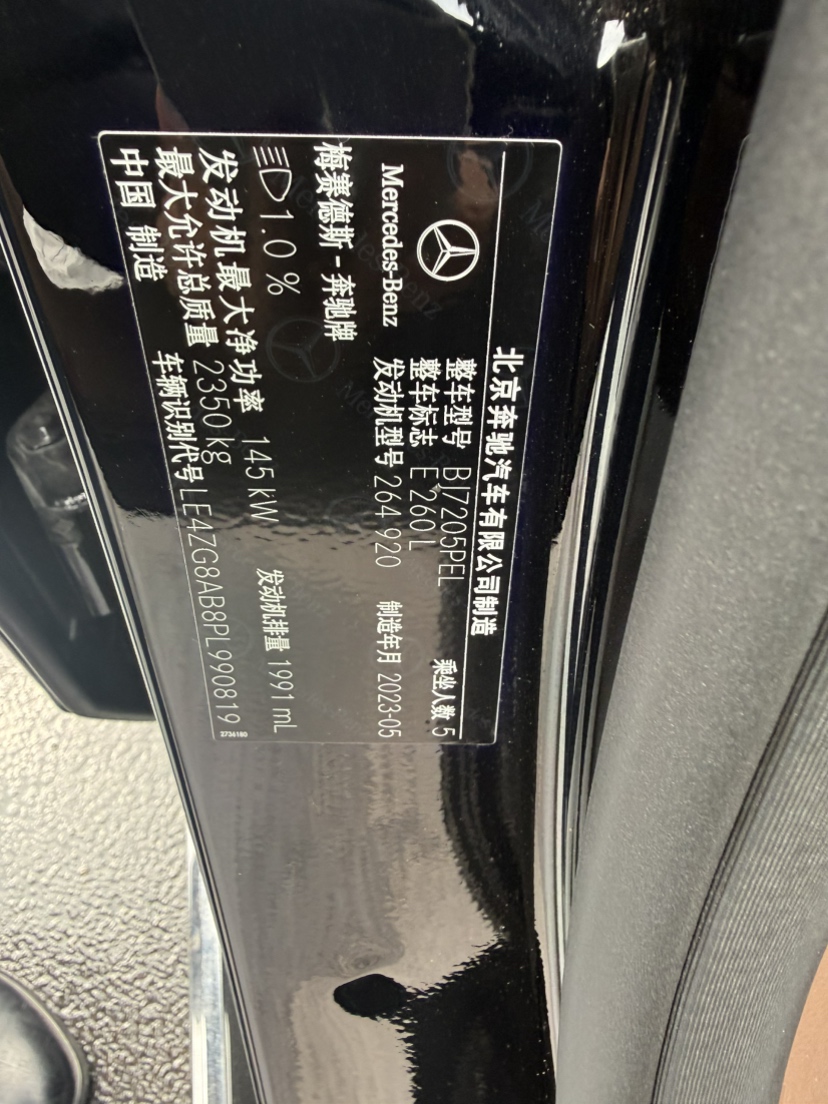 北京奔驰汽车有限公司制造
Mercedes-Benz
整车型号 BJ7205PEL 乘坐人数 5
整车标志 E 260 L
发动机型号 264 920 制造年月 2023-05
梅赛德斯-奔驰牌
1.0 %
发动机最大净功率 145 kW 发动机排量 1991 mL
最大允许总质量 2350 kg
中国 制造 车辆识别代号 LE4ZG8AB8PL990819
2736180